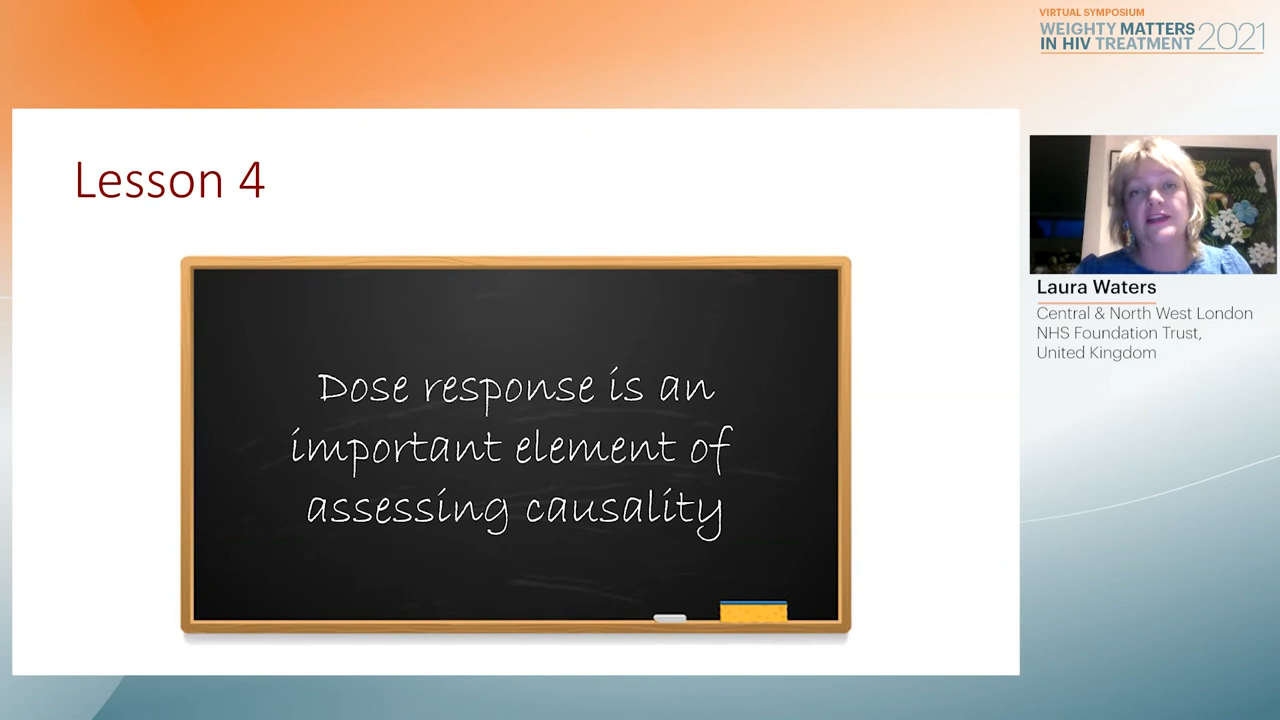 VIRTUAL SYMPOSIUM
WEIGHTY MATTERS
IN HIV TREATMENT 2021
Lesson 4
Dose response is an
important element of
assessing causality
Laura Waters
Central & North West London
NHS Foundation Trust,
United Kingdom